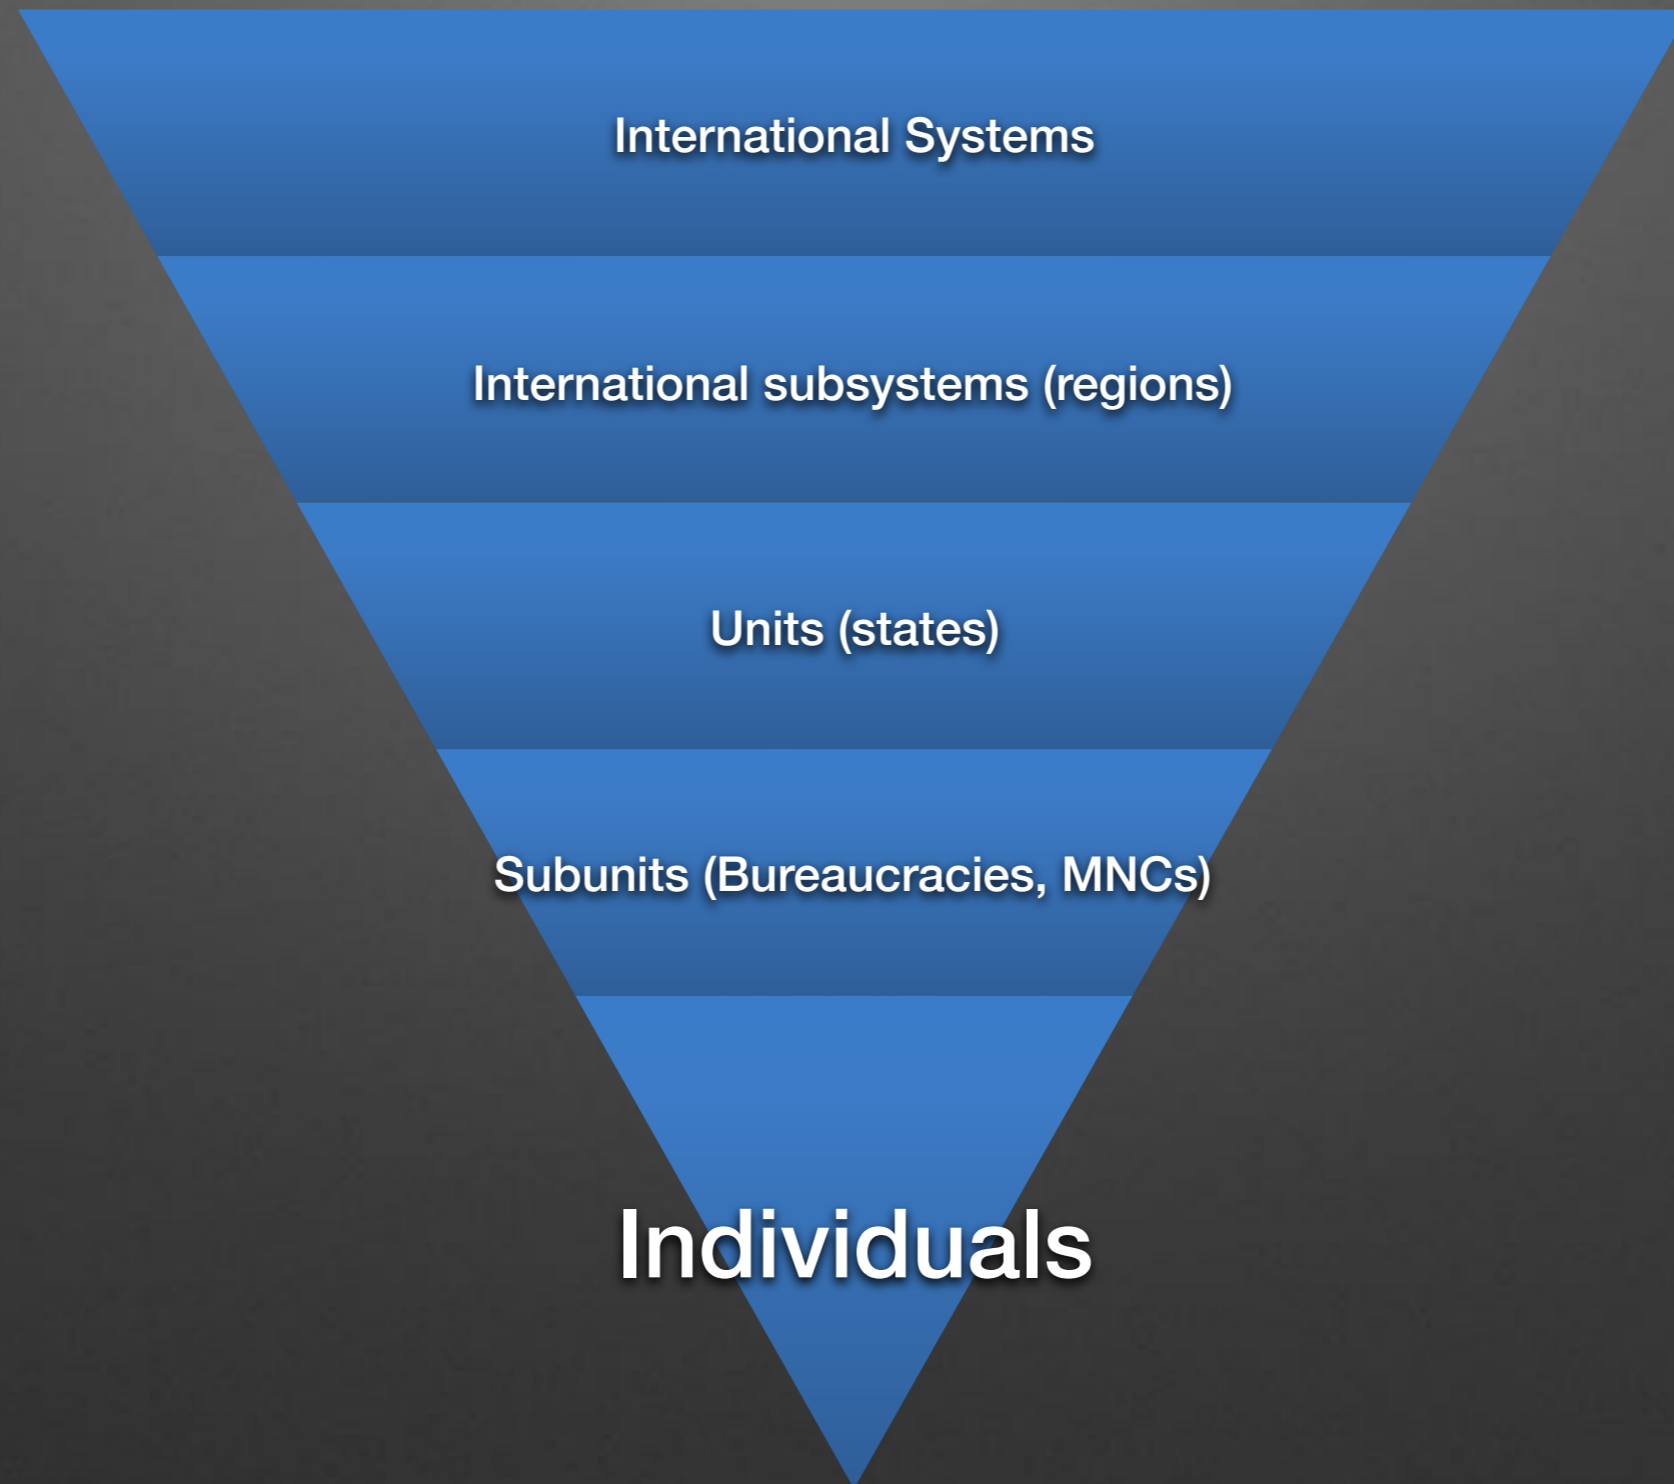 International Systems
International subsystems (regions)
Units (states)
Subunits (Bureaucracies, MNCs)
Individuals